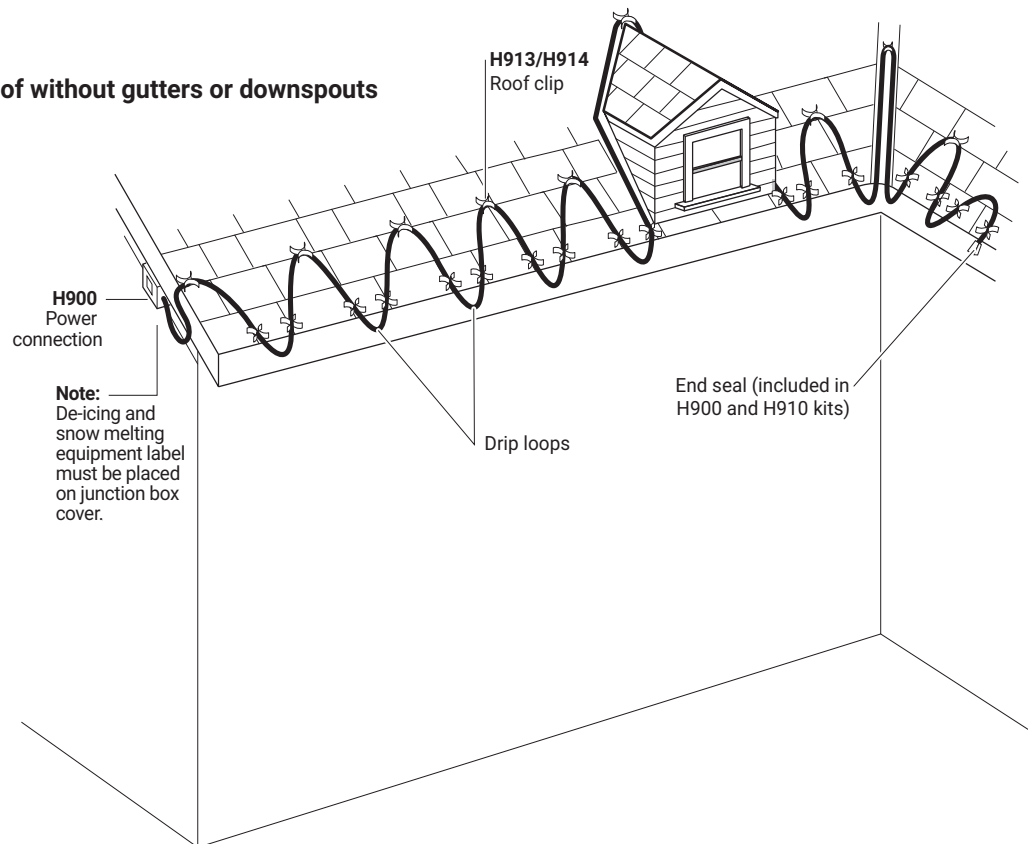 of without gutters or downspouts
H913/H914
Roof clip
H900
Power
connection
Note:
De-icing and
snow melting
equipment label
must be placed
on junction box
cover.
End seal (included in
H900 and H910 kits)
Drip loops